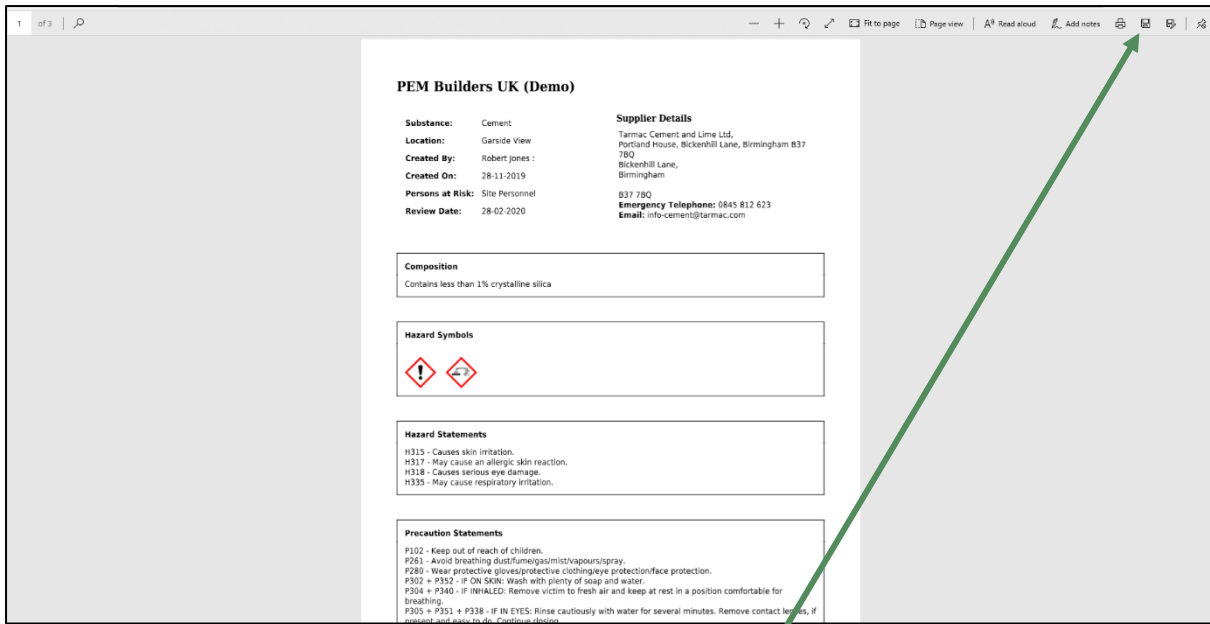 1 of 3 Fit to page Page view Read aloud Add notes
PEM Builders UK (Demo)
Substance: Cement
Location: Garside View
Created By: Robert Jones :
Created On: 28-11-2019
Persons at Risk: Site Personnel
Review Date: 28-02-2020
Supplier Details
Tarmac Cement and Lime Ltd,
Portland House, Bickenhill Lane, Birmingham B37
7BQ
Bickenhill Lane,
Birmingham
B37 7BQ
Emergency Telephone: 0845 812 623
Email: info-cement@tarmac.com
Composition
Contains less than 1% crystalline silica
Hazard Symbols
Hazard Statements
H315 - Causes skin irritation.
H317 - May cause an allergic skin reaction.
H318 - Causes serious eye damage.
H335 - May cause respiratory irritation.
Precaution Statements
P102 - Keep out of reach of children.
P261 - Avoid breathing dust/fume/gas/mist/vapours/spray.
P280 - Wear protective gloves/protective clothing/eye protection/face protection.
P302 + P352 - IF ON SKIN: Wash with plenty of soap and water.
P304 + P340 - IF INHALED: Remove victim to fresh air and keep at rest in a position comfortable for
breathing.
P305 + P351 + P338 - IF IN EYES: Rinse cautiously with water for several minutes. Remove contact lenses, if
present and easy to do. Continue rinsing.